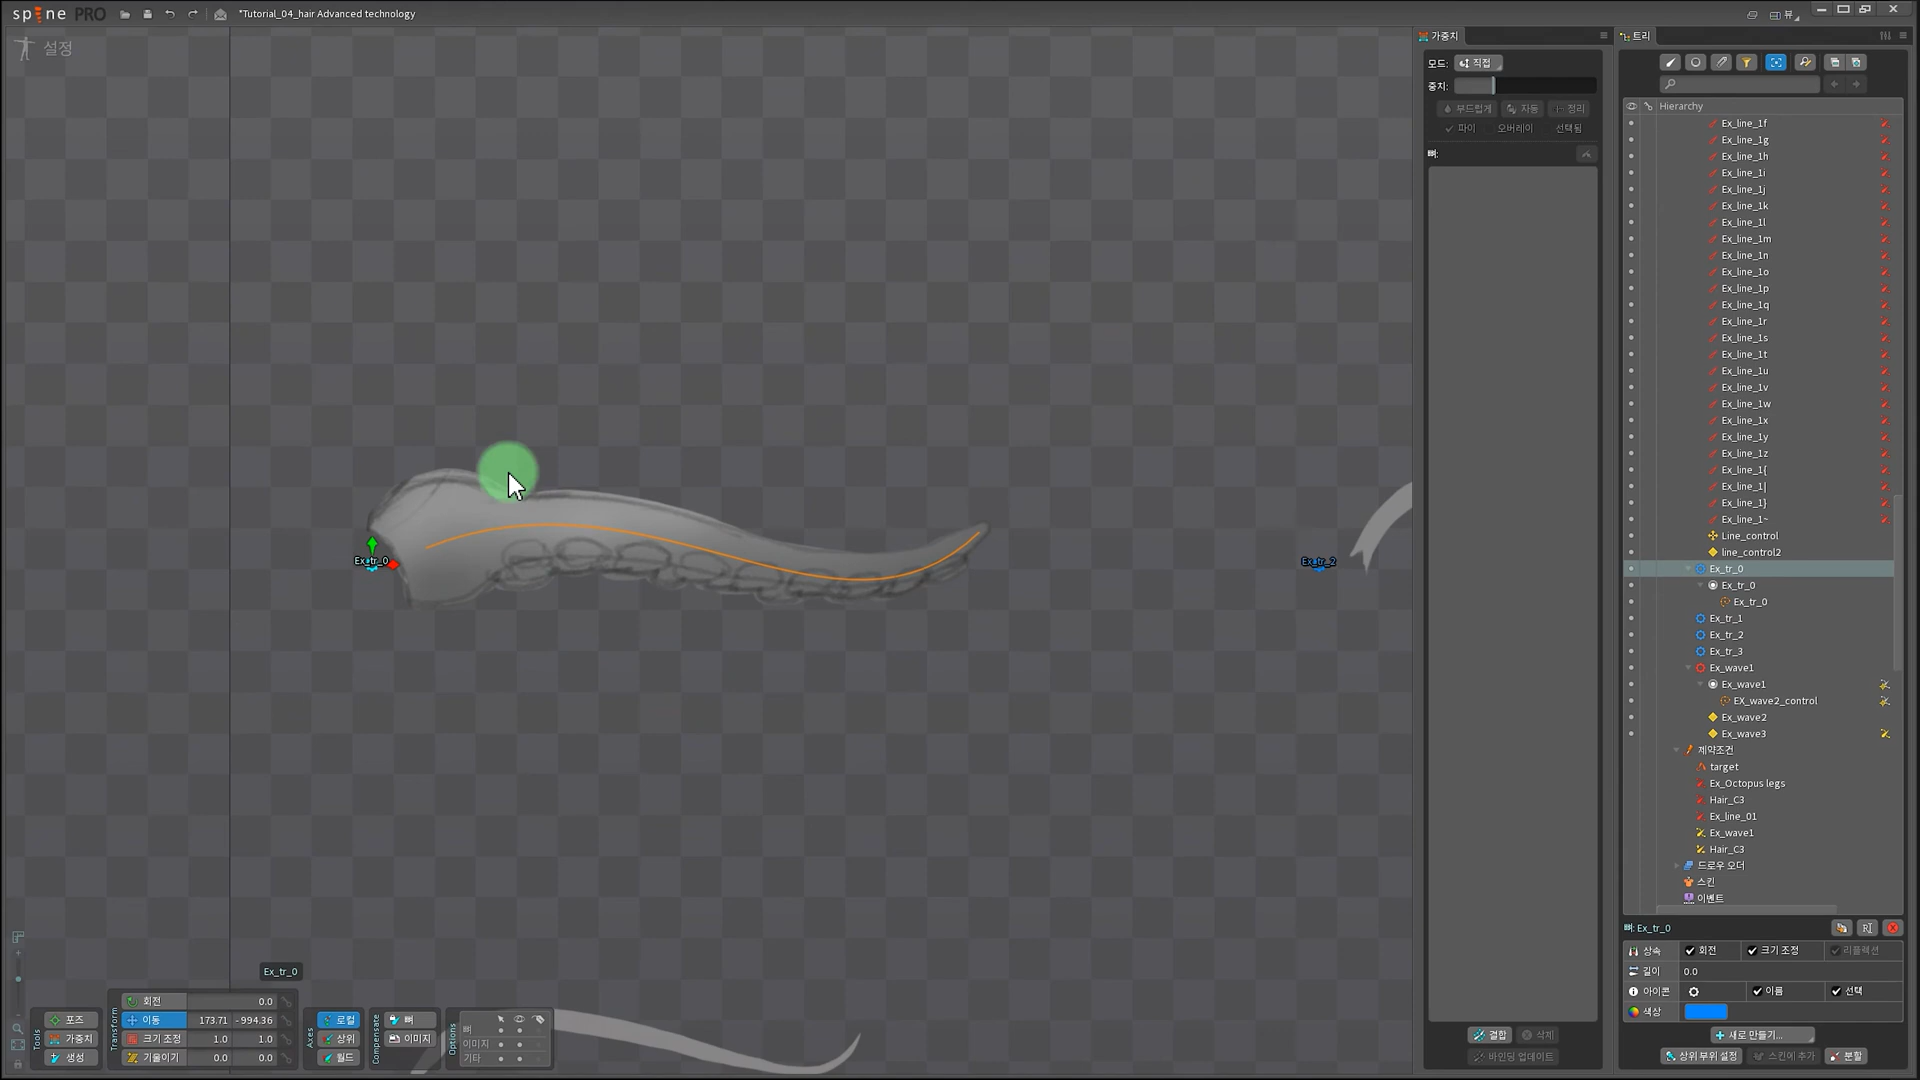 spine PRO
*Tutorial_04_hair Advanced technology
뷰
설정
Ex_tr_0
Ex_tr_2
Ex_tr_0
Tools
포즈
가중치
생성
Transform
회전 0.0
이동 173.71 -994.36
크기 조정 1.0 1.0
기울이기 0.0 0.0
Axes
로컬
상위
월드
Compensate
뼈
이미지
Options
뼈
이미지
기타
가중치
모드: 직접
중치:
부드럽게 자동 정리
파이 오버레이 선택됨
뼈:
결합 삭제
바인딩 업데이트
트리
Hierarchy
Ex_line_1f
Ex_line_1g
Ex_line_1h
Ex_line_1i
Ex_line_1j
Ex_line_1k
Ex_line_1l
Ex_line_1m
Ex_line_1n
Ex_line_1o
Ex_line_1p
Ex_line_1q
Ex_line_1r
Ex_line_1s
Ex_line_1t
Ex_line_1u
Ex_line_1v
Ex_line_1w
Ex_line_1x
Ex_line_1y
Ex_line_1z
Ex_line_1{
Ex_line_1|
Ex_line_1}
Ex_line_1~
Line_control
line_control2
Ex_tr_0
Ex_tr_0
Ex_tr_0
Ex_tr_1
Ex_tr_2
Ex_tr_3
Ex_wave1
Ex_wave1
EX_wave2_control
Ex_wave2
Ex_wave3
제약조건
target
Ex_Octopus legs
Hair_C3
Ex_line_01
Ex_wave1
Hair_C3
드로우 오더
스킨
이벤트
뼈: Ex_tr_0
상속 회전 크기 조정 리플렉션
길이 0.0
아이콘 이름 선택
색상
새로 만들기...
상위 부위 설정 스킨에 추가 분할